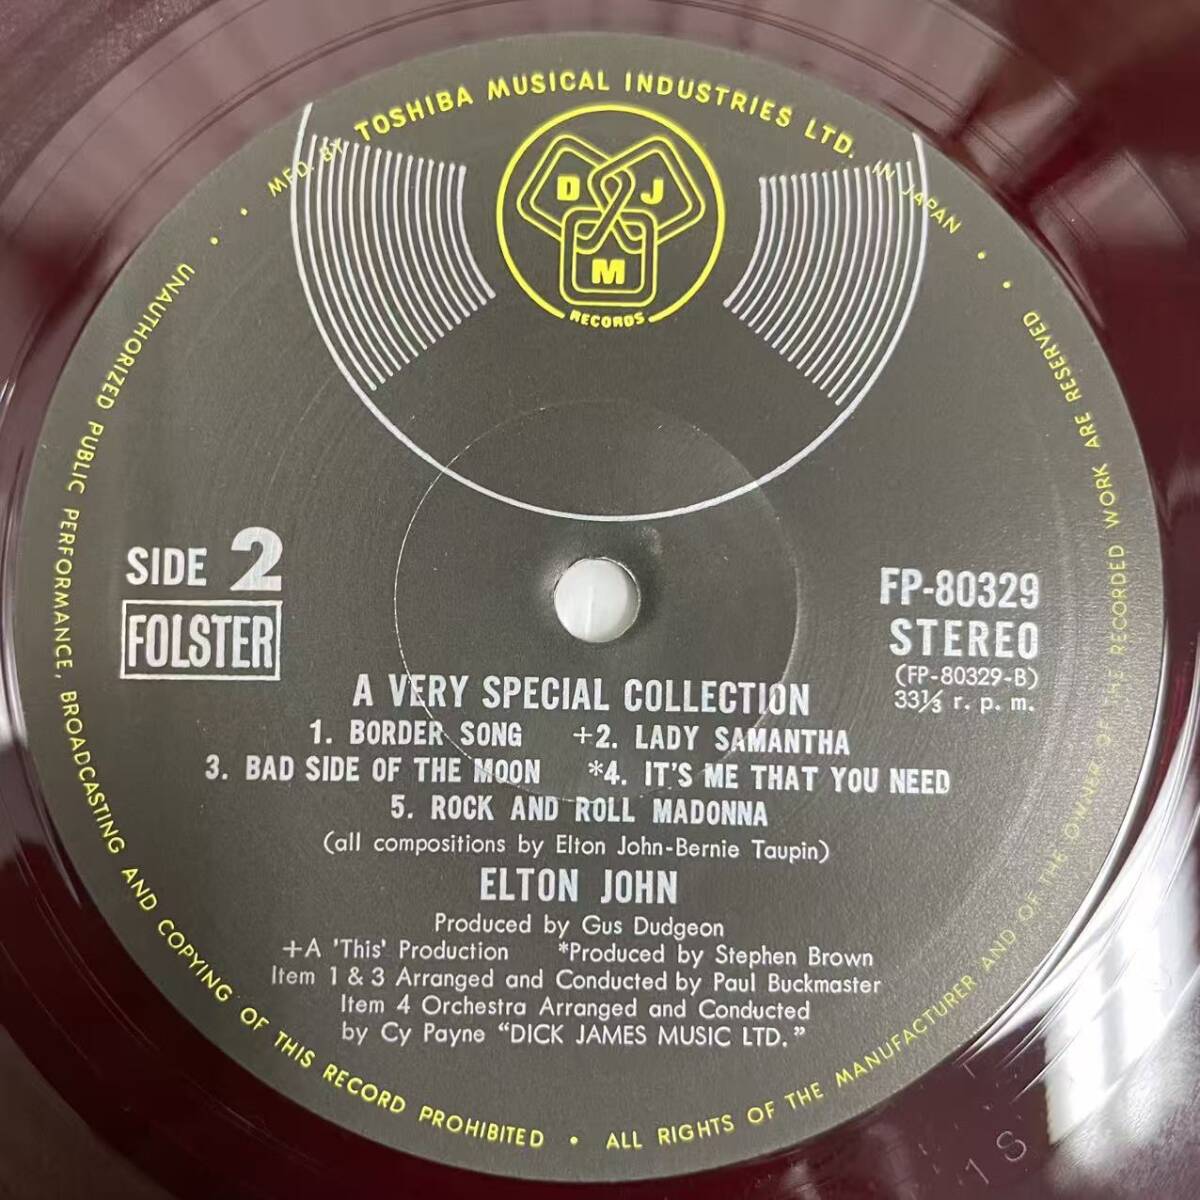 MFD. BY TOSHIBA MUSICAL INDUSTRIES LTD. IN JAPAN
D J M
RECORDS
SIDE 2
FOLSTER
FP-80329
STEREO
(FP-80329-B)
33⅓ r. p. m.
A VERY SPECIAL COLLECTION
1. BORDER SONG +2. LADY SAMANTHA
3. BAD SIDE OF THE MOON *4. IT'S ME THAT YOU NEED
5. ROCK AND ROLL MADONNA
(all compositions by Elton John-Bernie Taupin)
ELTON JOHN
Produced by Gus Dudgeon
+A 'This' Production *Produced by Stephen Brown
Item 1 & 3 Arranged and Conducted by Paul Buckmaster
Item 4 Orchestra Arranged and Conducted
by Cy Payne "DICK JAMES MUSIC LTD."
UNAUTHORIZED PUBLIC PERFORMANCE, BROADCASTING AND COPYING OF THIS RECORD PROHIBITED • ALL RIGHTS OF THE MANUFACTURER AND OF THE OWNER OF THE RECORDED WORK ARE RESERVED
1S